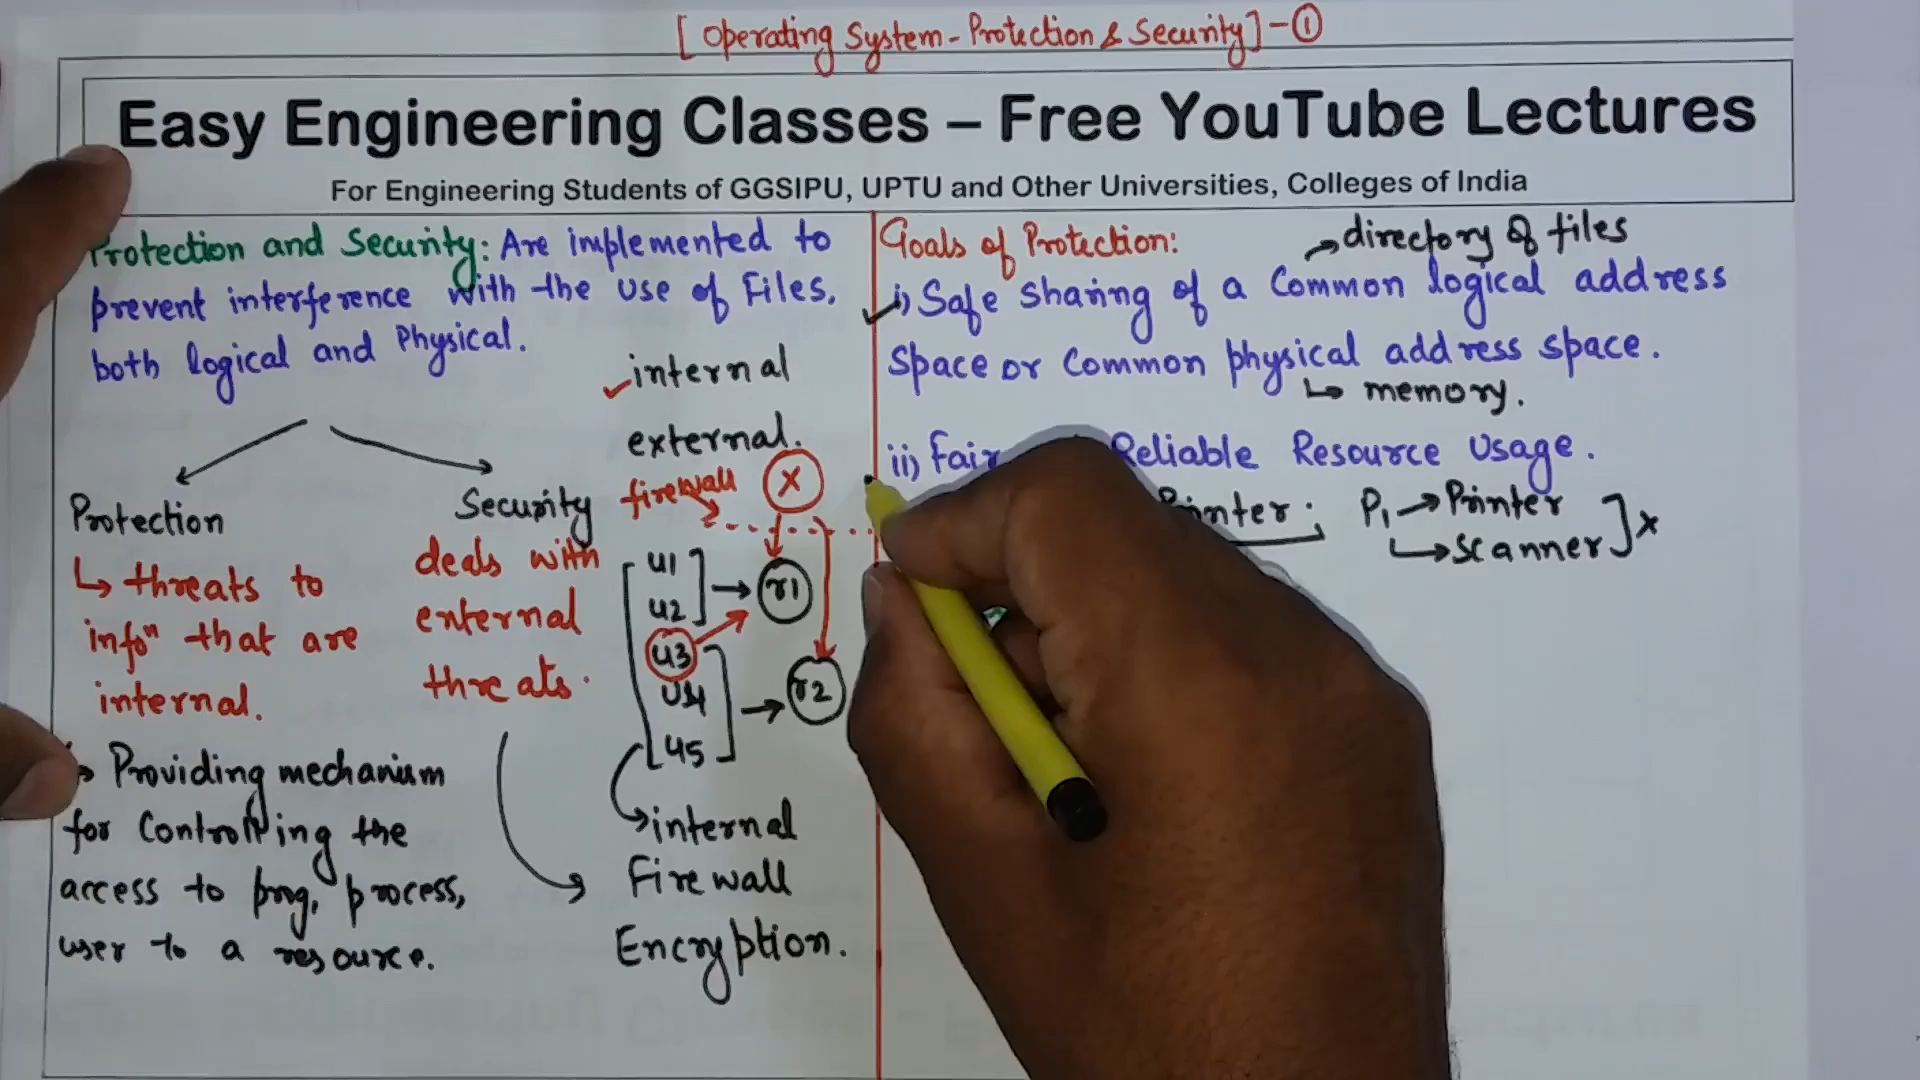 [Operating System - Protection & Security] - ①
Easy Engineering Classes – Free YouTube Lectures
For Engineering Students of GGSIPU, UPTU and Other Universities, Colleges of India
Protection and Security: Are implemented to
prevent interference with the use of Files,
both logical and Physical.
internal
external.
Protection
↳ threats to
infoⁿ that are
internal.
Providing mechanism
for Controlling the
access to prog, process,
user to a resource.
Security
deals with
external
threats.
firewall
X
u1
u2
u3
u4
u5
r1
r2
internal
Firewall
Encryption.
Goals of Protection:
→ directory of files
i) Safe sharing of a Common logical address
Space or Common physical address space.
↳ memory.
ii) Fair Reliable Resource Usage.
Printer. P1 → Printer
↳ Scanner ] x